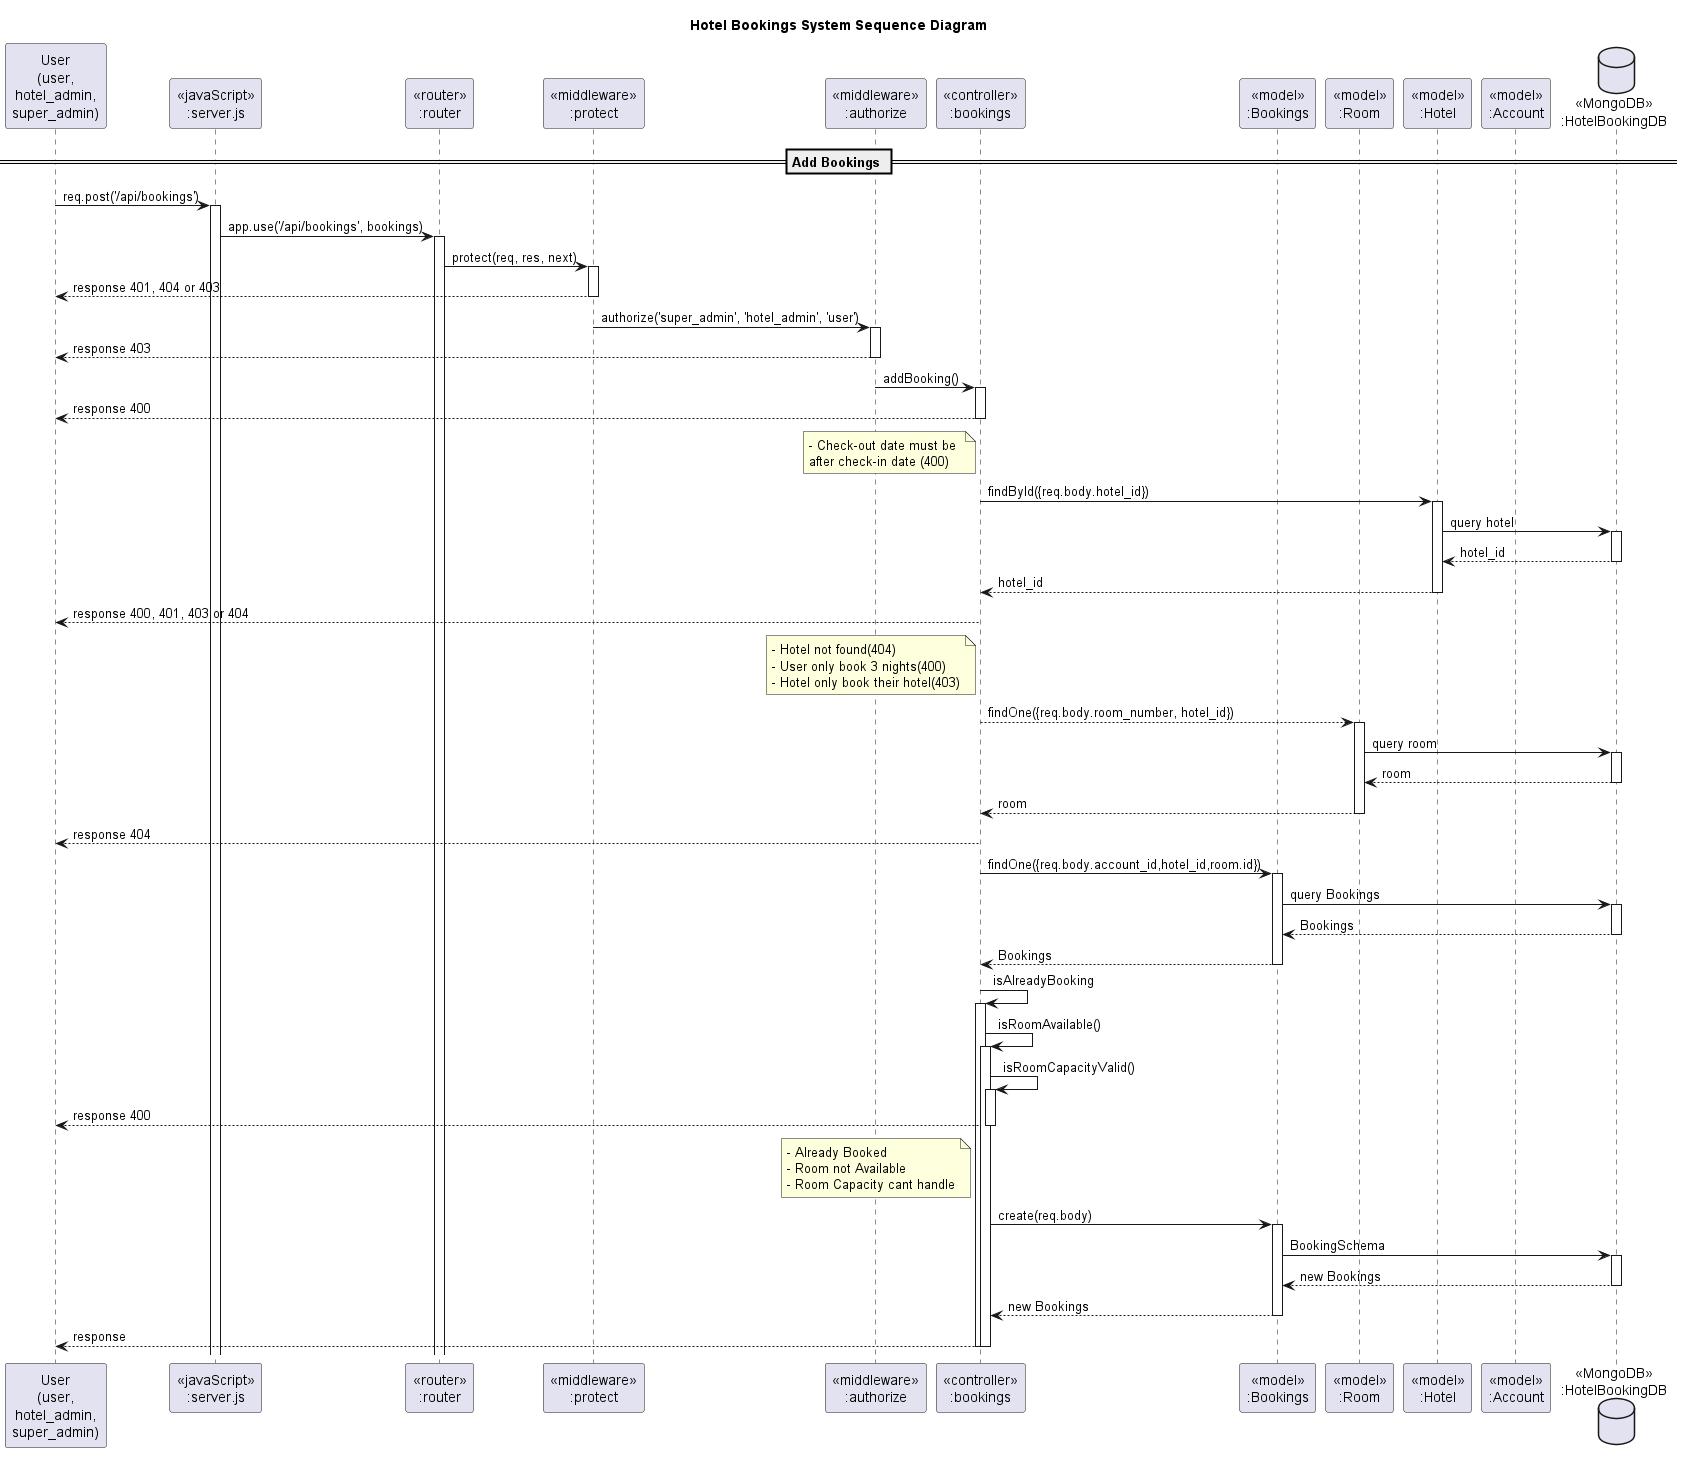 Hotel Bookings System Sequence Diagram
User
(user,
hotel_admin,
super_admin)
«javaScript»
:server.js
«router»
:router
«middleware»
:protect
«middleware»
:authorize
«controller»
:bookings
«model»
:Bookings
«model»
:Room
«model»
:Hotel
«model»
:Account
«MongoDB»
:HotelBookingDB
Add Bookings
req.post('/api/bookings')
app.use('/api/bookings', bookings)
protect(req, res, next)
response 401, 404 or 403
authorize('super_admin', 'hotel_admin', 'user')
response 403
addBooking()
response 400
- Check-out date must be
after check-in date (400)
findById({req.body.hotel_id})
query hotel
hotel_id
hotel_id
response 400, 401, 403 or 404
- Hotel not found(404)
- User only book 3 nights(400)
- Hotel only book their hotel(403)
findOne({req.body.room_number, hotel_id})
query room
room
room
response 404
findOne({req.body.account_id,hotel_id,room.id})
query Bookings
Bookings
Bookings
isAlreadyBooking
isRoomAvailable()
isRoomCapacityValid()
response 400
- Already Booked
- Room not Available
- Room Capacity cant handle
create(req.body)
BookingSchema
new Bookings
new Bookings
response
User
(user,
hotel_admin,
super_admin)
«javaScript»
:server.js
«router»
:router
«middleware»
:protect
«middleware»
:authorize
«controller»
:bookings
«model»
:Bookings
«model»
:Room
«model»
:Hotel
«model»
:Account
«MongoDB»
:HotelBookingDB